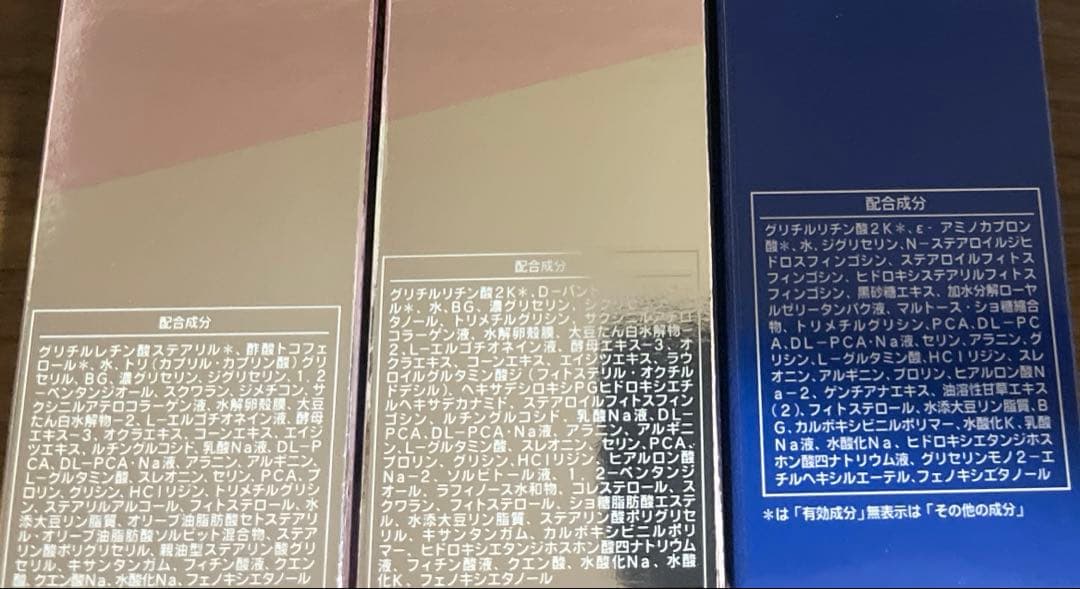 配合成分
グリチルレチン酸ステアリル＊、酢酸トコフェ
ロール＊、水、トリ(カプリル・カプリン酸)グリ
セリル、BG、濃グリセリン、ジグリセリン、1，2
ーペンタンジオール、スクワラン、ジメチコン、サ
クシニルアテロコラーゲン液、水解卵殻膜、大豆
たん白水解物ー2、Lーエルゴチオネイン液、酵母
エキスー3、オクラエキス、コーンエキス、エイジ
ツエキス、ルチングルコシド、乳酸Na液、DLーP
CA、DLーPCA・Na液、アラニン、アルギニン、
Lーグルタミン酸、スレオニン、セリン、PCA、プ
ロリン、グリシン、HClリジン、トリメチルグリシ
ン、ステアリルアルコール、フィトステロール、水
添大豆リン脂質、オリーブ油脂肪酸セトステアリ
ル・オリーブ油脂肪酸ソルビット混合物、ステア
リン酸ポリグリセリル、親油型ステアリン酸グリ
セリル、キサンタンガム、フィチン酸液、クエン
酸、クエン酸Na、水酸化Na、フェノキシエタノール
配合成分
グリチルリチン酸2K＊、Dーパント
ル＊、水、BG、濃グリセリン、
タノール、トリメチルグリシン、サクシニルアテロ
コラーゲン液、水解卵殻膜、大豆たん白水解物ー
2、Lーエルゴチオネイン液、酵母エキスー3、オ
クラエキス、コーンエキス、エイジツエキス、ラウ
ロイルグルタミン酸ジ(フィトステリル・オクチル
ドデシル)、ヘキサデシロキシPGヒドロキシエチ
ルヘキサデカナミド、ステアロイルフィトスフィン
ゴシン、ルチングルコシド、乳酸Na液、DLー
PCA、DLーPCA・Na液、アラニン、アルギニ
ン、Lーグルタミン酸、スレオニン、セリン、PCA、
プロリン、グリシン、HClリジン、ヒアルロン酸
Naー2、ソルビトール液、1，2ーペンタンジ
オール、ラフィノース水和物、コレステロール、ス
クワラン、フィトステロール、ショ糖脂肪酸エステ
ル、水添大豆リン脂質、ステアリン酸ポリグリセ
リル、キサンタンガム、カルボキシビニルポリ
マー、ヒドロキシエタンジホスホン酸四ナトリウム
液、フィチン酸液、クエン酸、水酸化Na、水酸
化K、フェノキシエタノール
配合成分
グリチルリチン酸2K＊、ε‐アミノカプロン
酸＊、水、ジグリセリン、Nーステアロイルジヒ
ドロスフィンゴシン、ステアロイルフィトス
フィンゴシン、ヒドロキシステアリルフィトス
フィンゴシン、黒砂糖エキス、加水分解ローヤ
ルゼリータンパク液、マルトース・ショ糖縮合
物、トリメチルグリシン、PCA、DLーPC
A、DLーPCA・Na液、セリン、アラニン、グ
リシン、Lーグルタミン酸、HClリジン、スレ
オニン、アルギニン、プロリン、ヒアルロン酸N
aー2、ゲンチアナエキス、油溶性甘草エキス
(2)、フィトステロール、水添大豆リン脂質、B
G、カルボキシビニルポリマー、水酸化K、乳酸
Na液、水酸化Na、ヒドロキシエタンジホス
ホン酸四ナトリウム液、グリセリンモノ2ーエ
チルヘキシルエーテル、フェノキシエタノール
＊は「有効成分」無表示は「その他の成分」